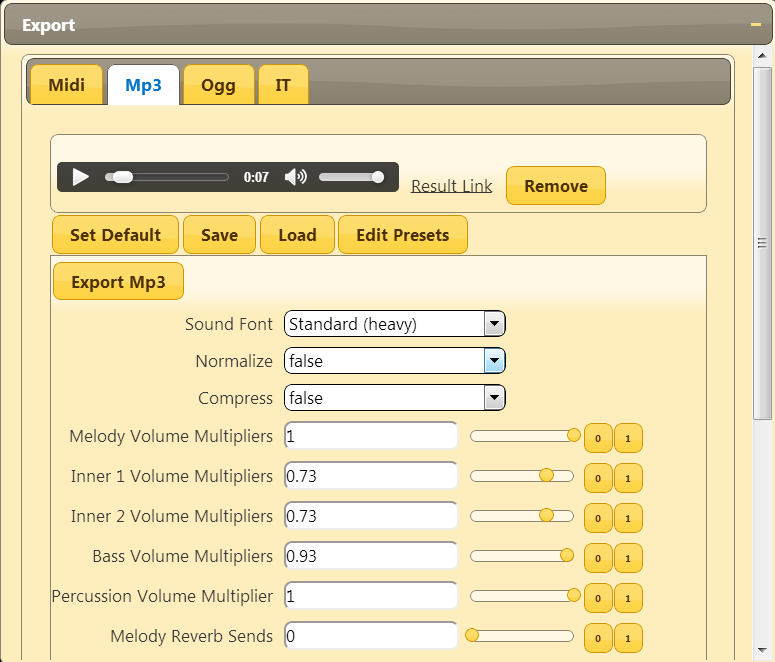 Export
Midi Mp3 Ogg IT
0:07 Result Link Remove
Set Default Save Load Edit Presets
Export Mp3
Sound Font Standard (heavy)
Normalize false
Compress false
Melody Volume Multipliers 1 0 1
Inner 1 Volume Multipliers 0.73 0 1
Inner 2 Volume Multipliers 0.73 0 1
Bass Volume Multipliers 0.93 0 1
Percussion Volume Multiplier 1 0 1
Melody Reverb Sends 0 0 1